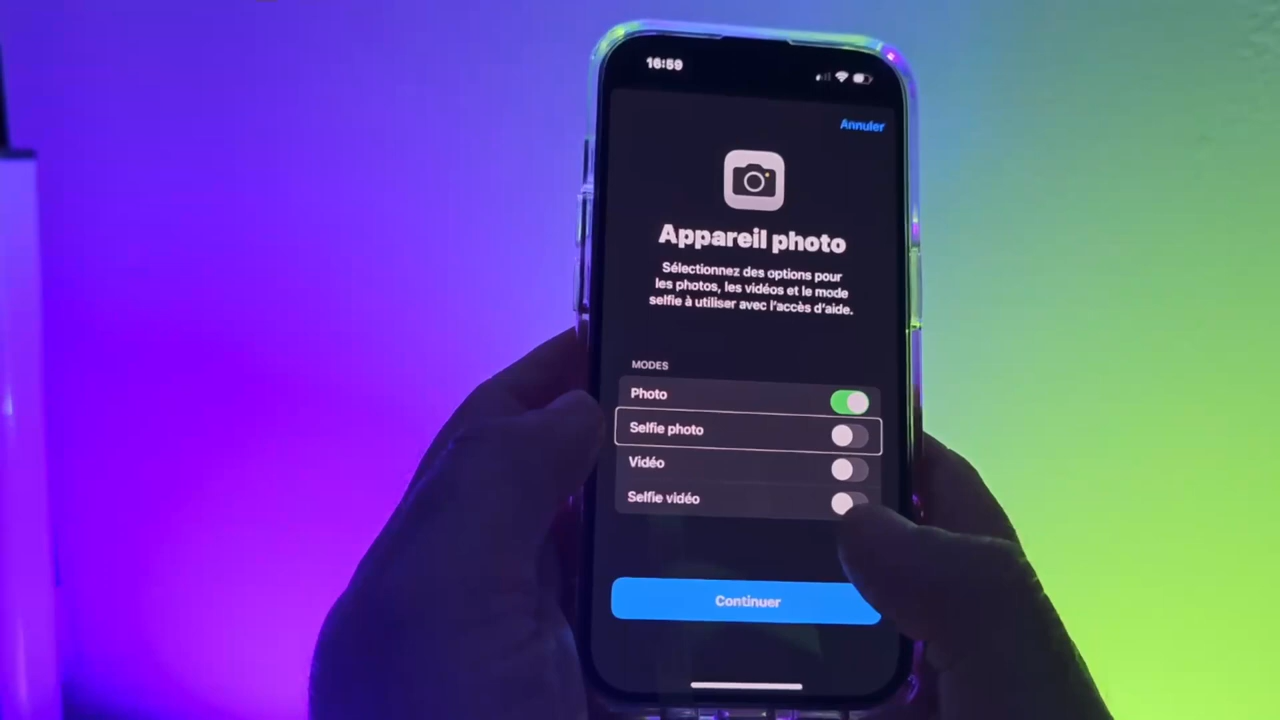 16:59
Annuler
Appareil photo
Sélectionnez des options pour
les photos, les vidéos et le mode
selfie à utiliser avec l'accès d'aide.
MODES
Photo
Selfie photo
Vidéo
Selfie vidéo
Continuer